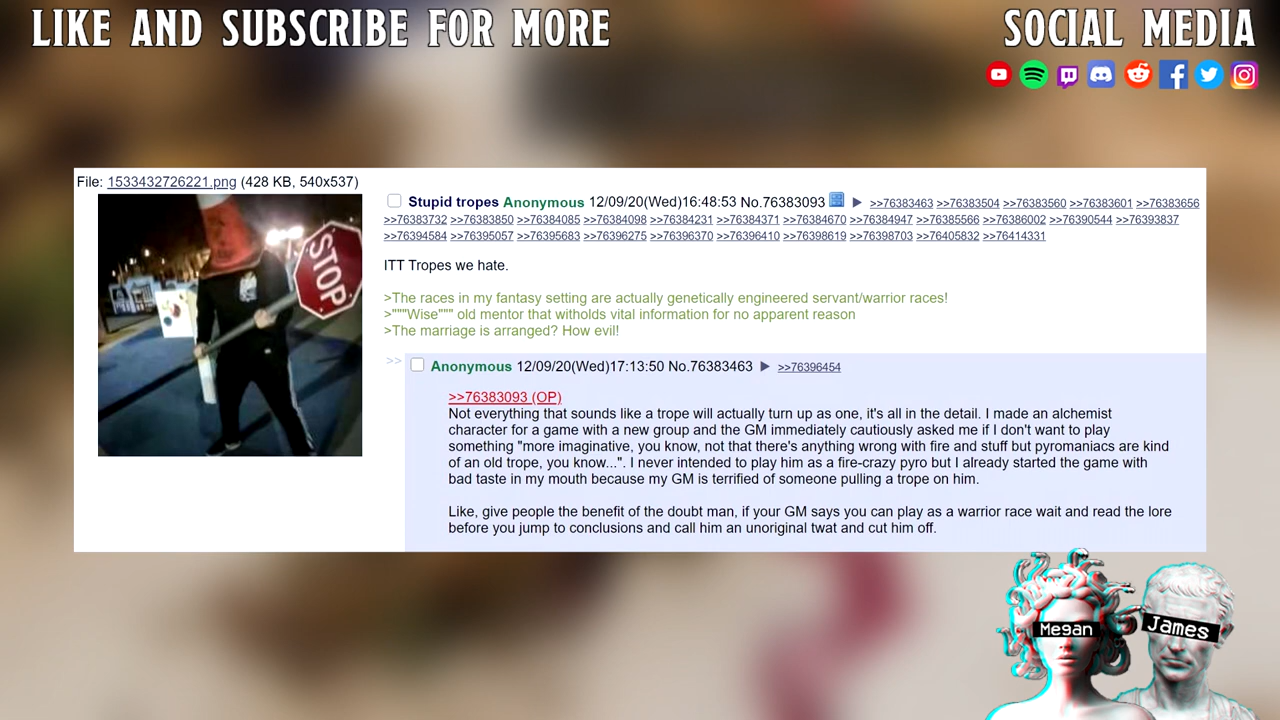 LIKE AND SUBSCRIBE FOR MORE
SOCIAL MEDIA
File: 1533432726221.png (428 KB, 540x537)
STOP
Stupid tropes Anonymous 12/09/20(Wed)16:48:53 No.76383093 ▶ >>76383463 >>76383504 >>76383560 >>76383601 >>76383656
>>76383732 >>76383850 >>76384085 >>76384098 >>76384231 >>76384371 >>76384670 >>76384947 >>76385566 >>76386002 >>76390544 >>76393837
>>76394584 >>76395057 >>76395683 >>76396275 >>76396370 >>76396410 >>76398619 >>76398703 >>76405832 >>76414331
ITT Tropes we hate.
>The races in my fantasy setting are actually genetically engineered servant/warrior races!
>"""Wise""" old mentor that witholds vital information for no apparent reason
>The marriage is arranged? How evil!
>> Anonymous 12/09/20(Wed)17:13:50 No.76383463 ▶ >>76396454
>>76383093 (OP)
Not everything that sounds like a trope will actually turn up as one, it's all in the detail. I made an alchemist
character for a game with a new group and the GM immediately cautiously asked me if I don't want to play
something "more imaginative, you know, not that there's anything wrong with fire and stuff but pyromaniacs are kind
of an old trope, you know...". I never intended to play him as a fire-crazy pyro but I already started the game with
bad taste in my mouth because my GM is terrified of someone pulling a trope on him.
Like, give people the benefit of the doubt man, if your GM says you can play as a warrior race wait and read the lore
before you jump to conclusions and call him an unoriginal twat and cut him off.
Megan
James